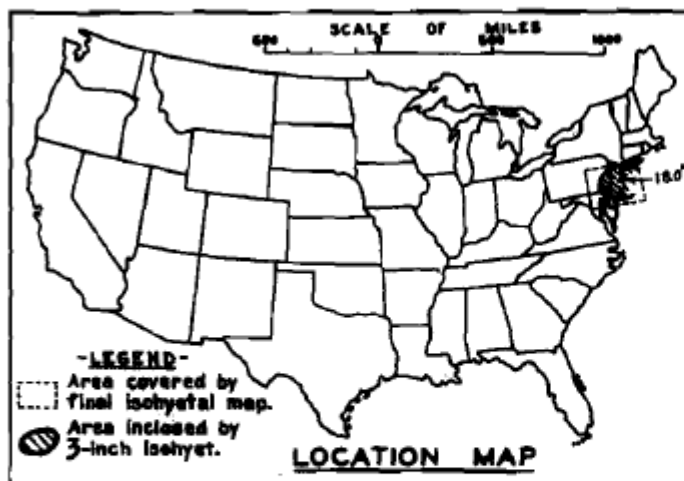 SCALE OF MILES
500 0 500 1000
18.0"
-LEGEND-
Area covered by
final isohyetal map.
Area inclosed by
3-inch isohyet.
LOCATION MAP